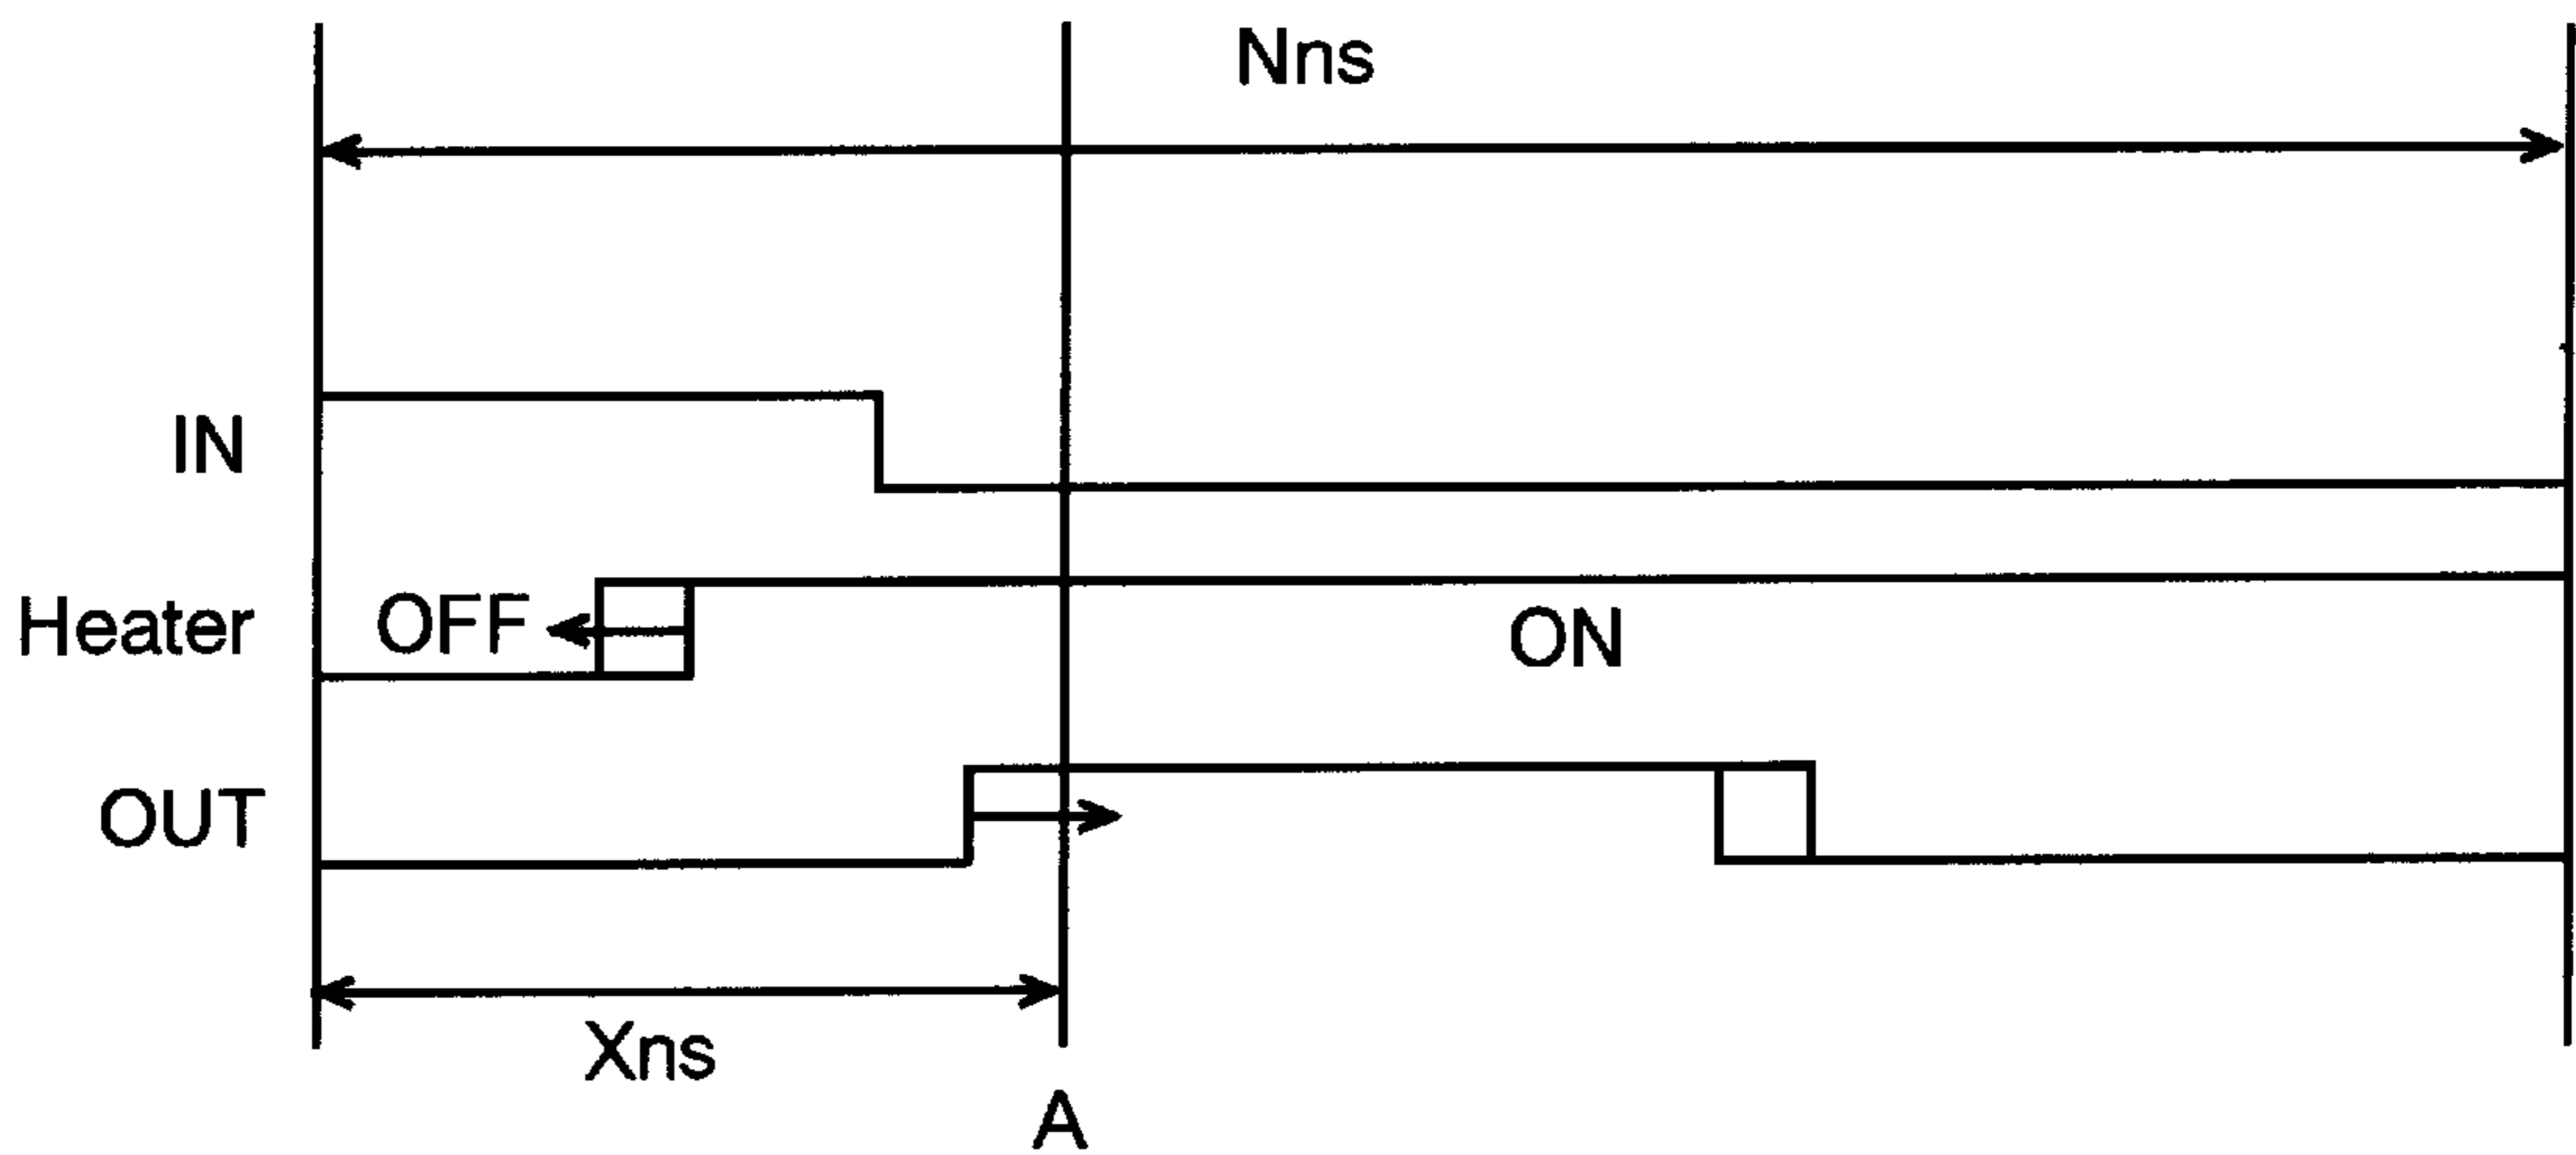 Nns
IN
Heater OFF ON
OUT
Xns
A